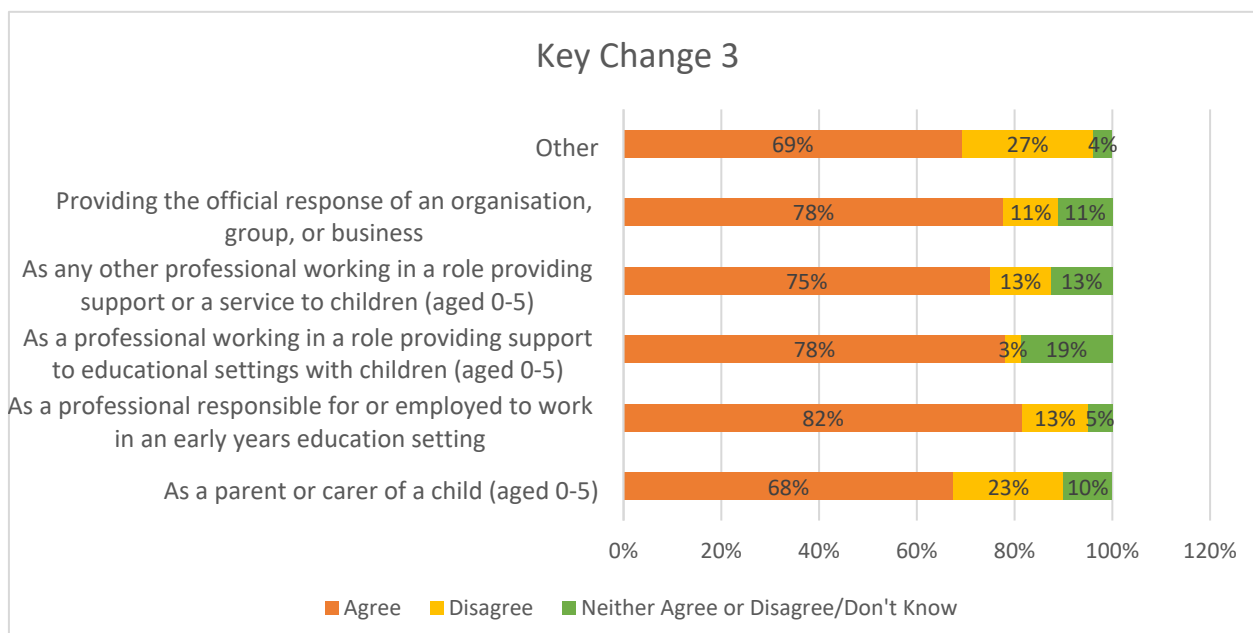 Key Change 3
Other
69%
27%
4%
Providing the official response of an organisation,
group, or business
78%
11%
11%
As any other professional working in a role providing
support or a service to children (aged 0-5)
75%
13%
13%
As a professional working in a role providing support
to educational settings with children (aged 0-5)
78%
3%
19%
As a professional responsible for or employed to work
in an early years education setting
82%
13%
5%
As a parent or carer of a child (aged 0-5)
68%
23%
10%
0%
20%
40%
60%
80%
100%
120%
Agree
Disagree
Neither Agree or Disagree/Don't Know